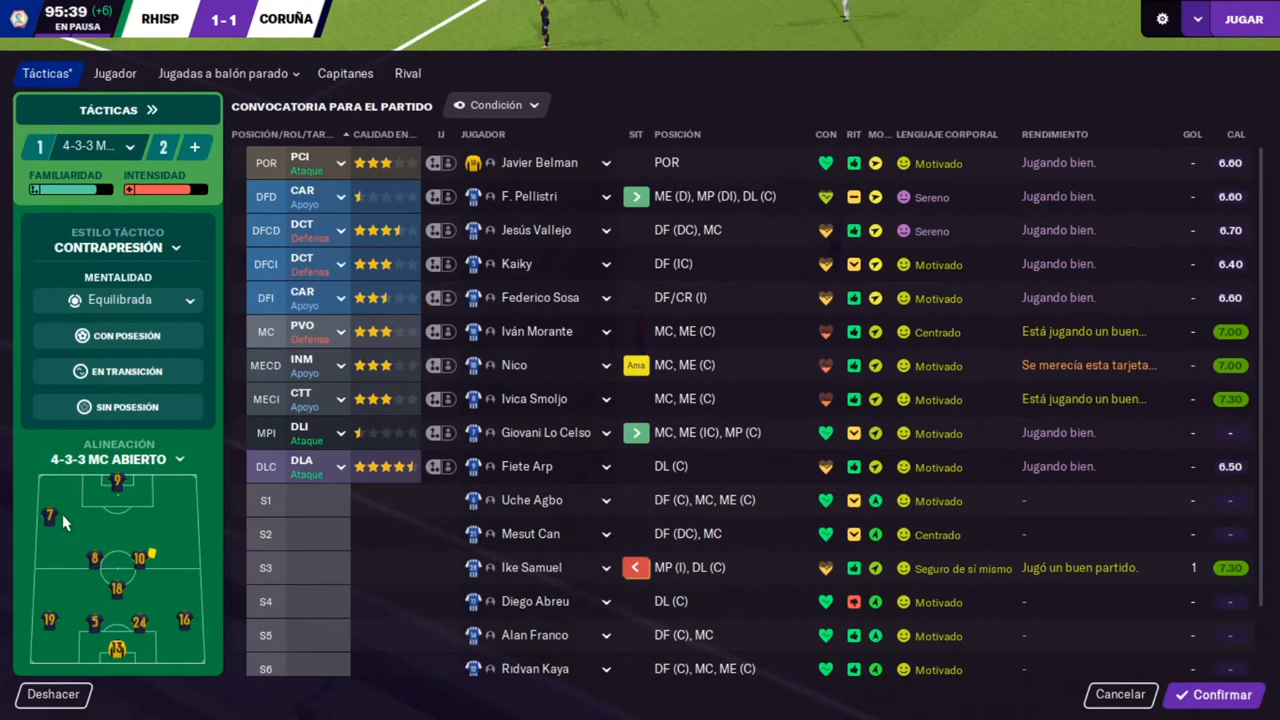 95:39 (+6)
EN PAUSA
RHISP 1-1 CORUÑA
JUGAR
Tácticas* Jugador Jugadas a balón parado Capitanes Rival
TÁCTICAS
1 4-3-3 M... 2 +
FAMILIARIDAD INTENSIDAD
ESTILO TÁCTICO
CONTRAPRESIÓN
MENTALIDAD
Equilibrada
CON POSESIÓN
EN TRANSICIÓN
SIN POSESIÓN
ALINEACIÓN
4-3-3 MC ABIERTO
9
7
8 10
18
19 5 24 16
13
Deshacer
CONVOCATORIA PARA EL PARTIDO Condición
POSICIÓN/ROL/TAR... CALIDAD EN... IJ JUGADOR SIT POSICIÓN CON RIT MO... LENGUAJE CORPORAL RENDIMIENTO GOL CAL
POR PCI Ataque Javier Belman POR Motivado Jugando bien. - 6.60
DFD CAR Apoyo F. Pellistri ME (D), MP (DI), DL (C) Sereno Jugando bien. - 6.60
DFCD DCT Defensa Jesús Vallejo DF (DC), MC Sereno Jugando bien. - 6.70
DFCI DCT Defensa Kaiky DF (IC) Motivado Jugando bien. - 6.40
DFI CAR Apoyo Federico Sosa DF/CR (I) Motivado Jugando bien. - 6.60
MC PVO Defensa Iván Morante MC, ME (C) Centrado Está jugando un buen... - 7.00
MECD INM Apoyo Nico Ama MC, ME (C) Motivado Se merecía esta tarjeta... - 7.00
MECI CTT Apoyo Ivica Smoljo MC, ME (C) Motivado Está jugando un buen... - 7.30
MPI DLI Ataque Giovani Lo Celso MC, ME (IC), MP (C) Motivado Jugando bien. - -
DLC DLA Ataque Fiete Arp DL (C) Motivado Jugando bien. - 6.50
S1 Uche Agbo DF (C), MC, ME (C) Motivado - - -
S2 Mesut Can DF (DC), MC Centrado - - -
S3 Ike Samuel MP (I), DL (C) Seguro de sí mismo Jugó un buen partido. 1 7.30
S4 Diego Abreu DL (C) Motivado - - -
S5 Alan Franco DF (C), MC Motivado - - -
S6 Rıdvan Kaya DF (C), MC, ME (C) Motivado - - -
Cancelar Confirmar